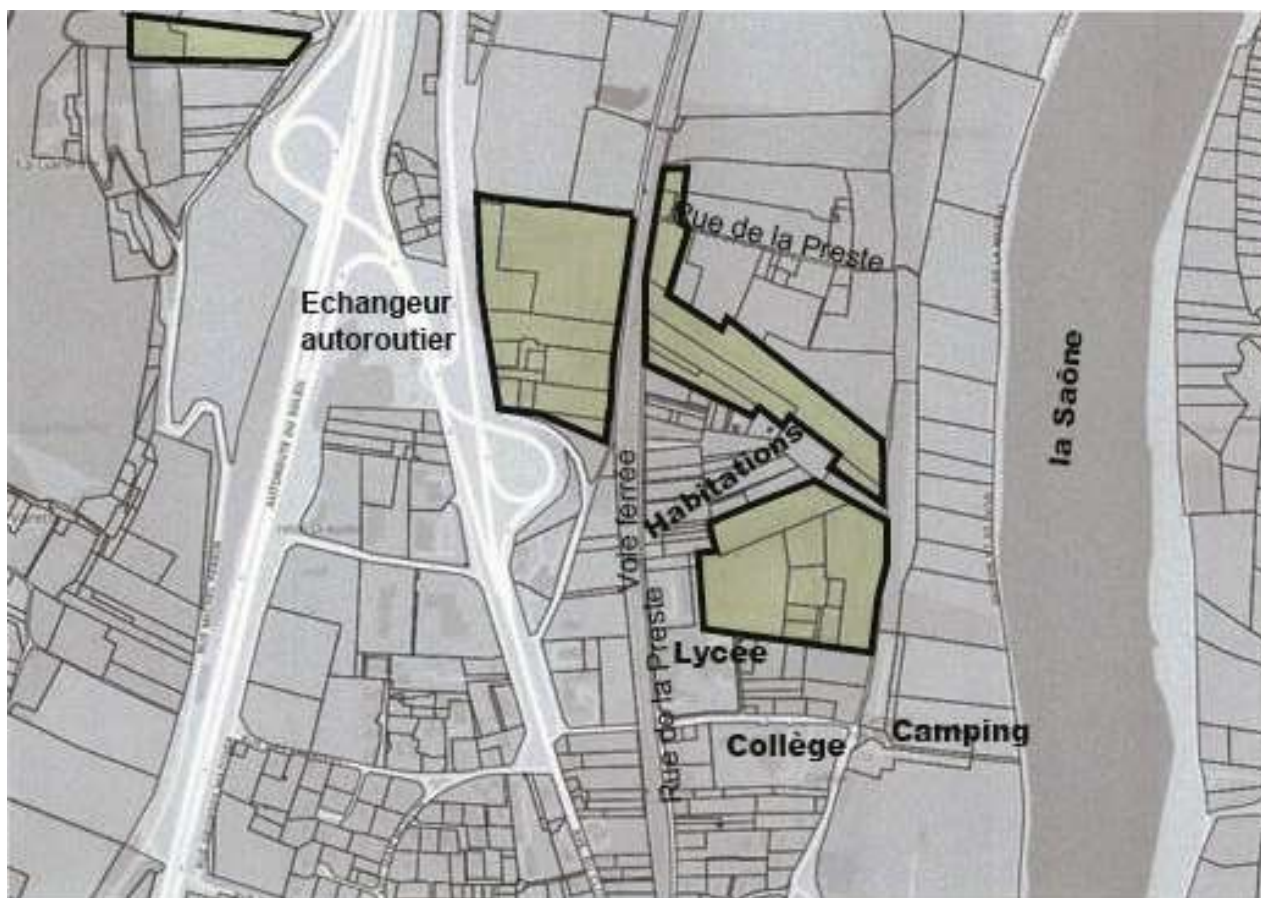 Rue de la Preste
Echangeur
autoroutier
la Saône
Habitations
Voie ferrée
Lycée
Rue de la Preste
Collège
Camping